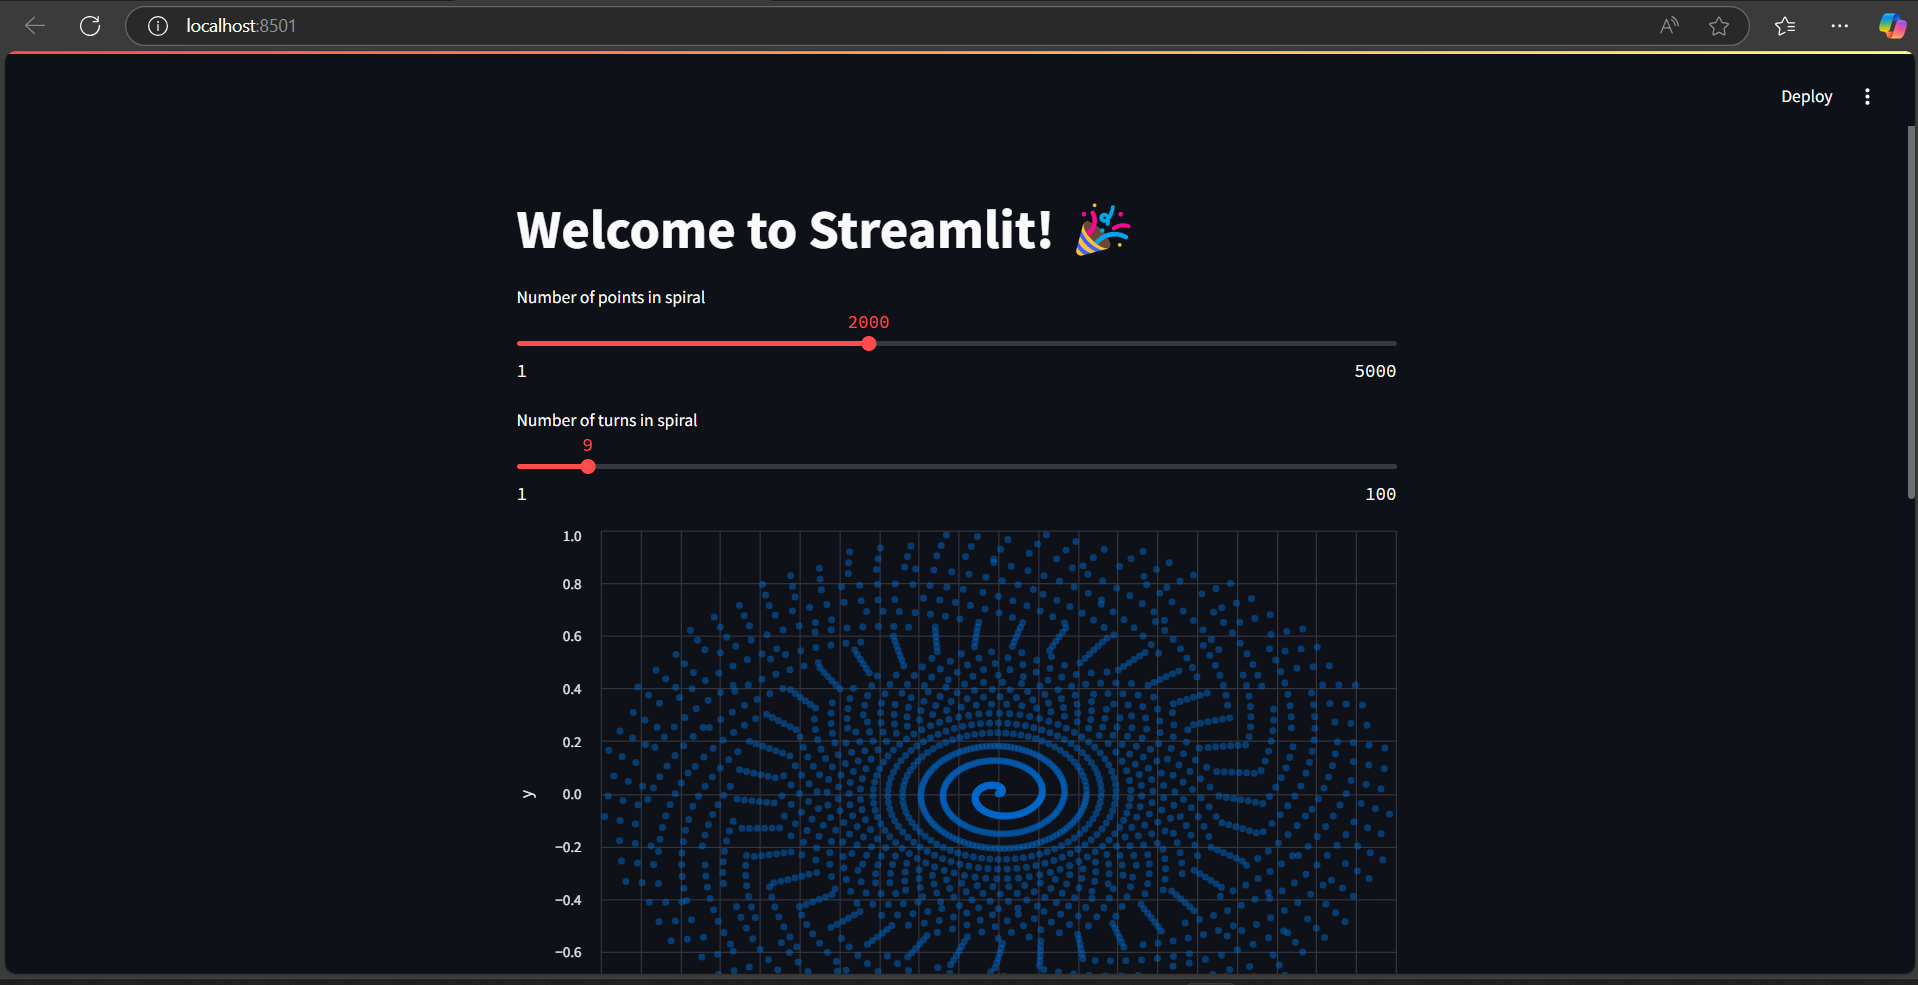 localhost:8501
Deploy
Welcome to Streamlit! 🎉
Number of points in spiral
2000
1 5000
Number of turns in spiral
9
1 100
1.0
0.8
0.6
0.4
0.2
y
0.0
−0.2
−0.4
−0.6